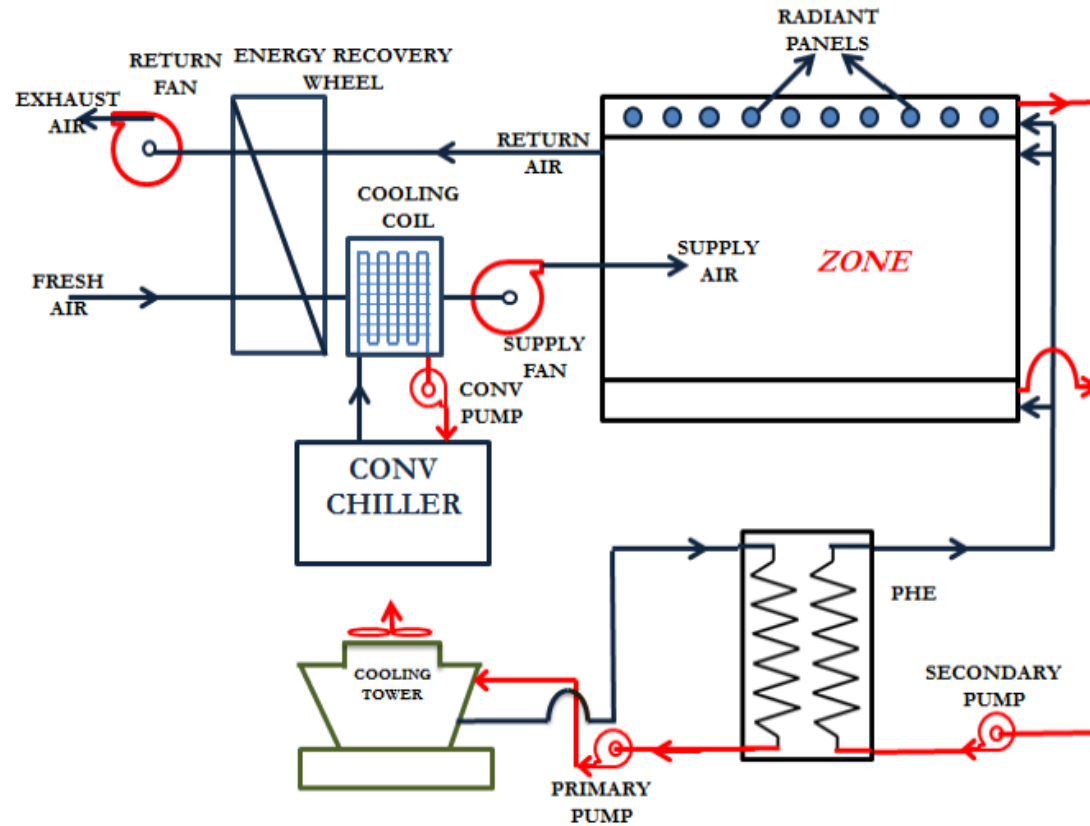 RADIANT
PANELS
ENERGY RECOVERY
WHEEL
RETURN
FAN
EXHAUST
AIR
RETURN
AIR
COOLING
COIL
FRESH
AIR
SUPPLY
AIR
ZONE
SUPPLY
FAN
CONV
PUMP
CONV
CHILLER
PHE
COOLING
TOWER
SECONDARY
PUMP
PRIMARY
PUMP